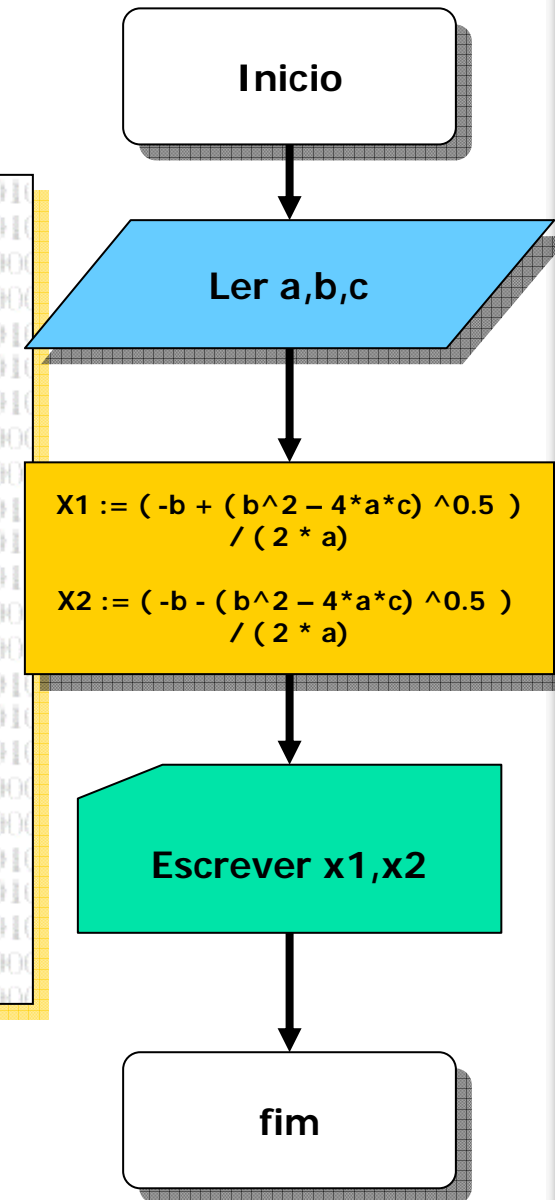 Inicio
Ler a,b,c
X1 := ( -b + ( b^2 – 4*a*c) ^0.5 )
/ ( 2 * a)
X2 := ( -b - ( b^2 – 4*a*c) ^0.5 )
/ ( 2 * a)
Escrever x1,x2
fim